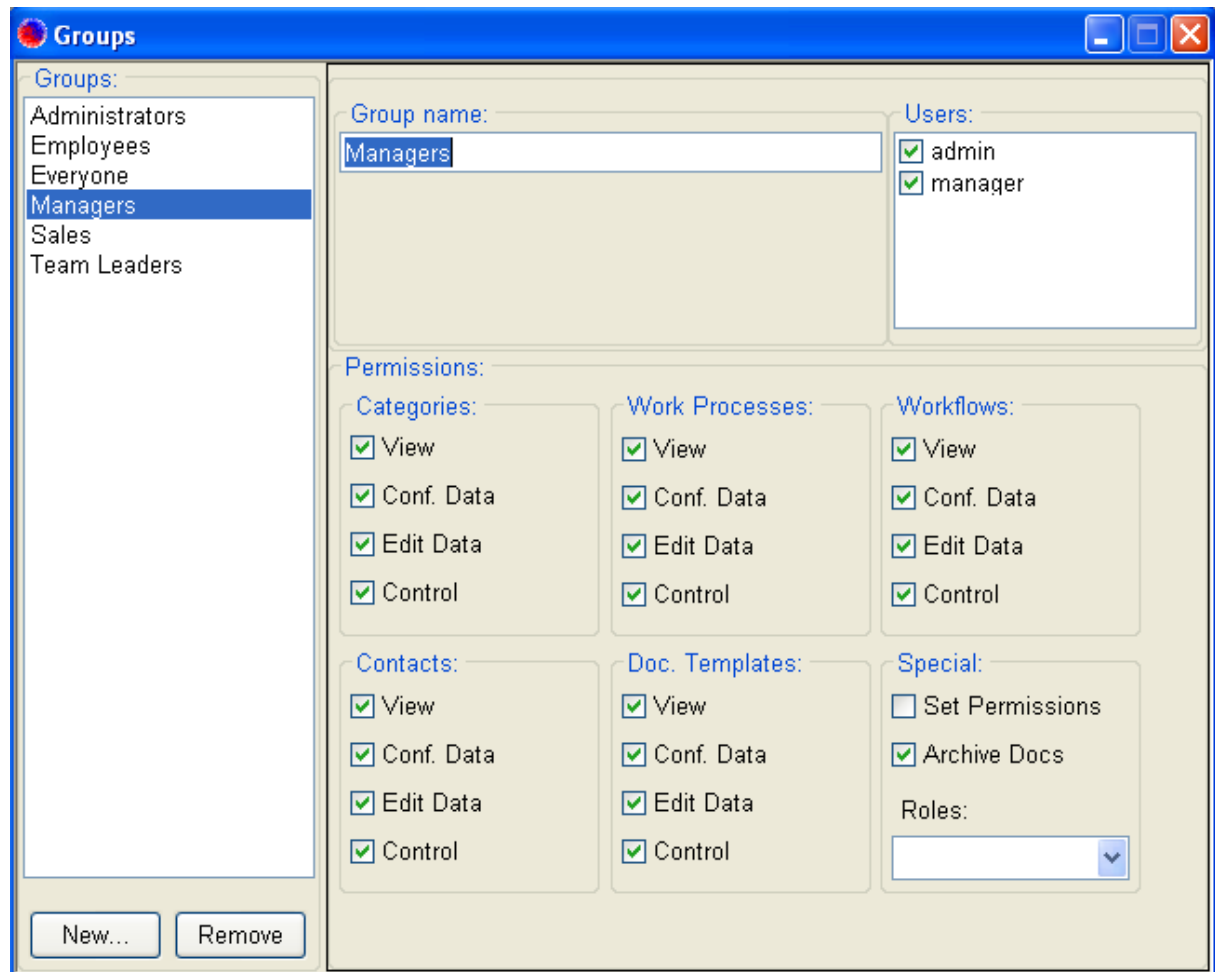 Groups
Groups:
Administrators
Employees
Everyone
Managers
Sales
Team Leaders
New...
Remove
Group name:
Managers
Users:
admin
manager
Permissions:
Categories:
View
Conf. Data
Edit Data
Control
Work Processes:
View
Conf. Data
Edit Data
Control
Workflows:
View
Conf. Data
Edit Data
Control
Contacts:
View
Conf. Data
Edit Data
Control
Doc. Templates:
View
Conf. Data
Edit Data
Control
Special:
Set Permissions
Archive Docs
Roles: